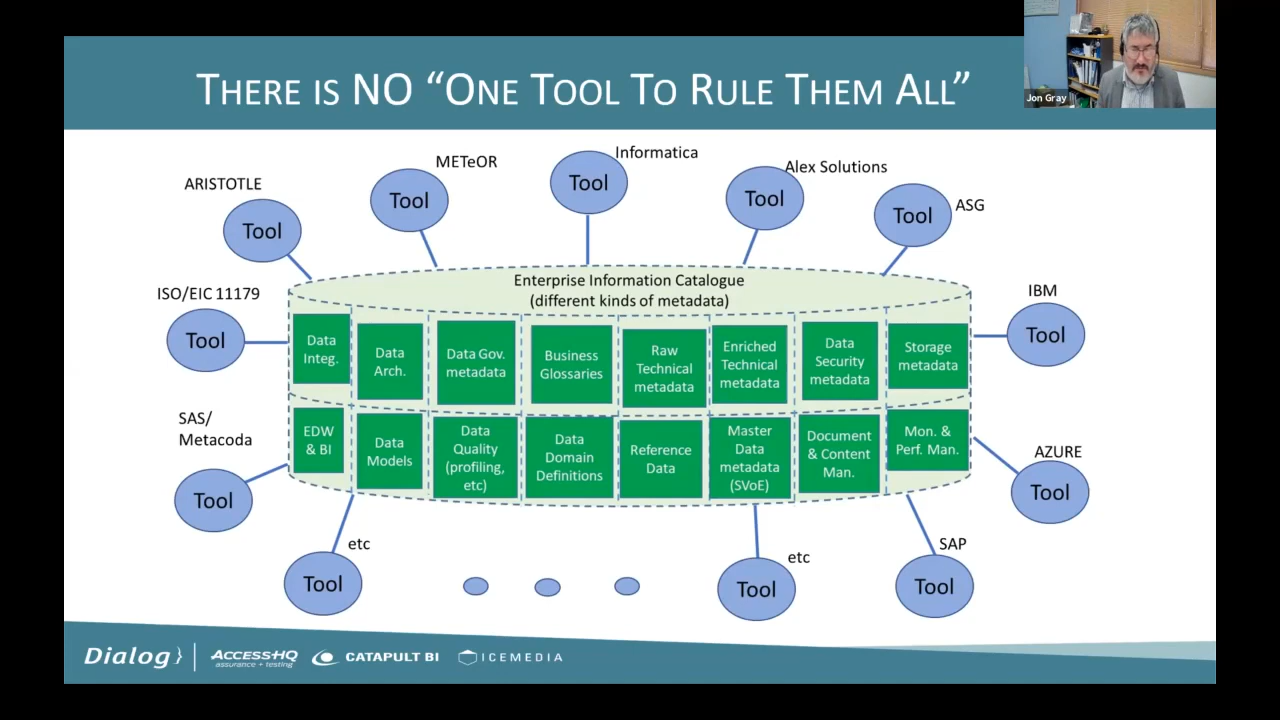 THERE IS NO “ONE TOOL TO RULE THEM ALL”
Jon Gray
METeOR
Informatica
Alex Solutions
ARISTOTLE
ASG
Tool
Tool
Tool
Tool
Tool
ISO/EIC 11179
Tool
IBM
Tool
Enterprise Information Catalogue
(different kinds of metadata)
Data
Integ.
Data
Arch.
Data Gov.
metadata
Business
Glossaries
Raw
Technical
metadata
Enriched
Technical
metadata
Data
Security
metadata
Storage
metadata
EDW
& BI
Data
Models
Data
Quality
(profiling,
etc)
Data
Domain
Definitions
Reference
Data
Master
Data
metadata
(SVoE)
Document
& Content
Man.
Mon. &
Perf. Man.
SAS/
Metacoda
Tool
AZURE
Tool
etc
Tool
etc
Tool
SAP
Tool
Dialog}
ACCESS HQ
assurance + testing
CATAPULT BI
ICEMEDIA